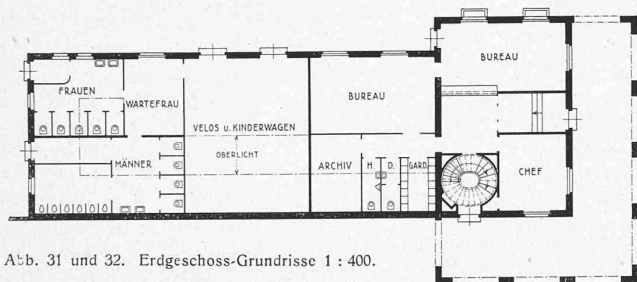 BUREAU
FRAUEN
WARTEFRAU
BUREAU
VELOS u. KINDERWAGEN
OBERLICHT
MÄNNER
ARCHIV
H.
D.
GARD.
CHEF
Abb. 31 und 32. Erdgeschoss-Grundrisse 1 : 400.